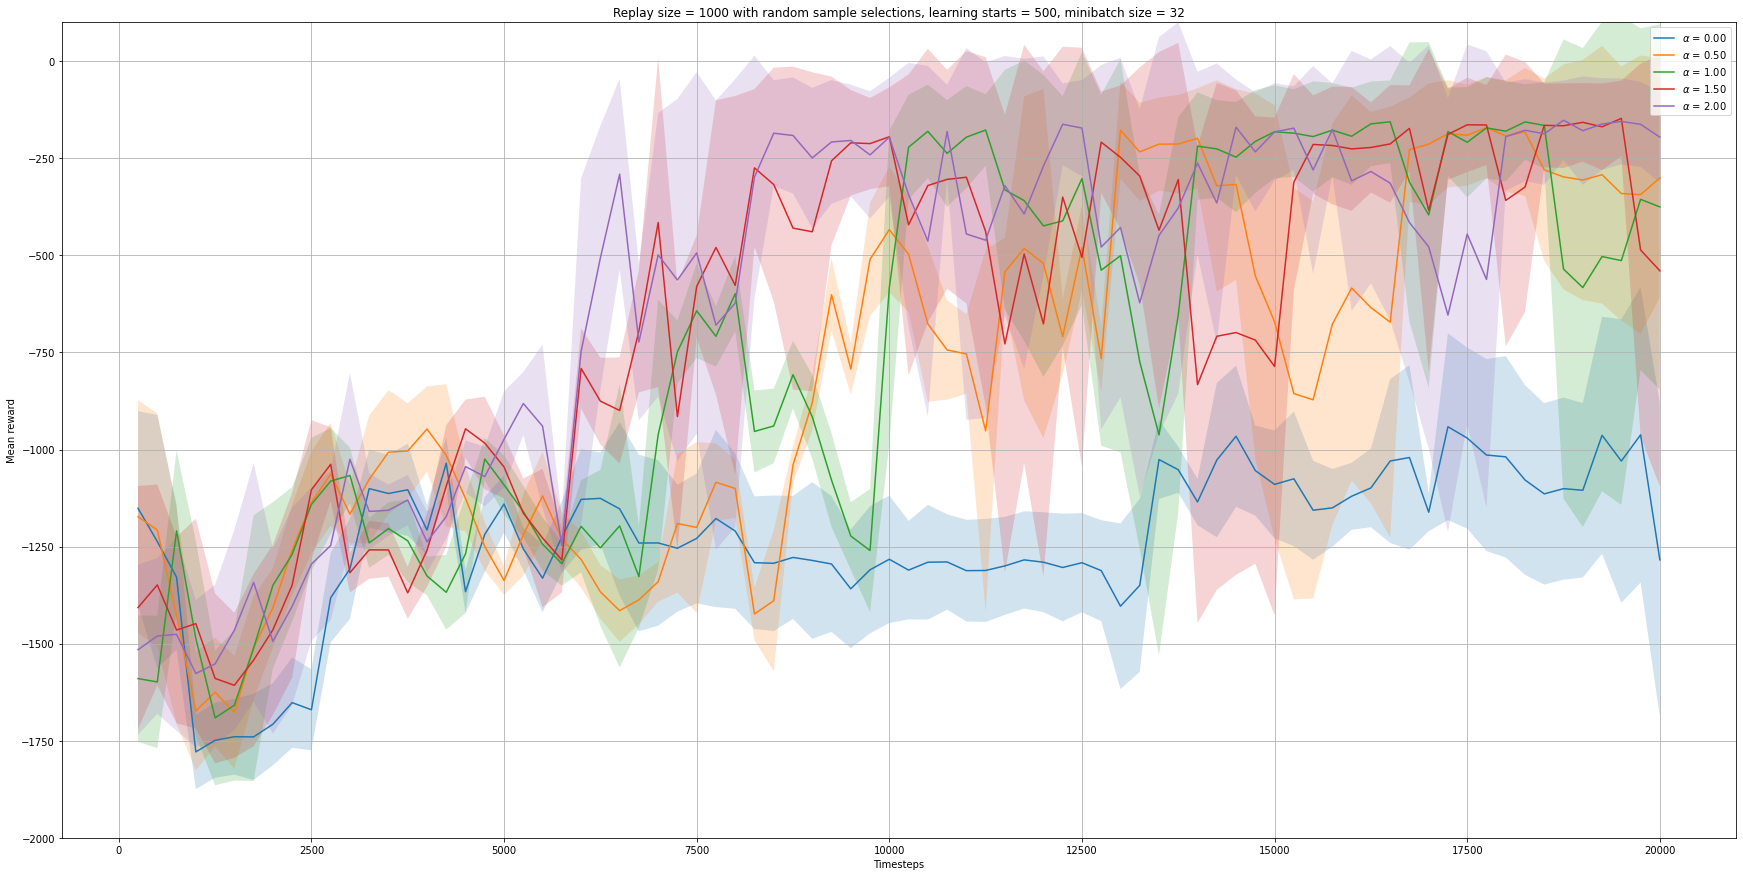 Replay size = 1000 with random sample selections, learning starts = 500, minibatch size = 32
α = 0.00
α = 0.50
α = 1.00
α = 1.50
α = 2.00
Mean reward
0
−250
−500
−750
−1000
−1250
−1500
−1750
−2000
0 2500 5000 7500 10000 12500 15000 17500 20000
Timesteps